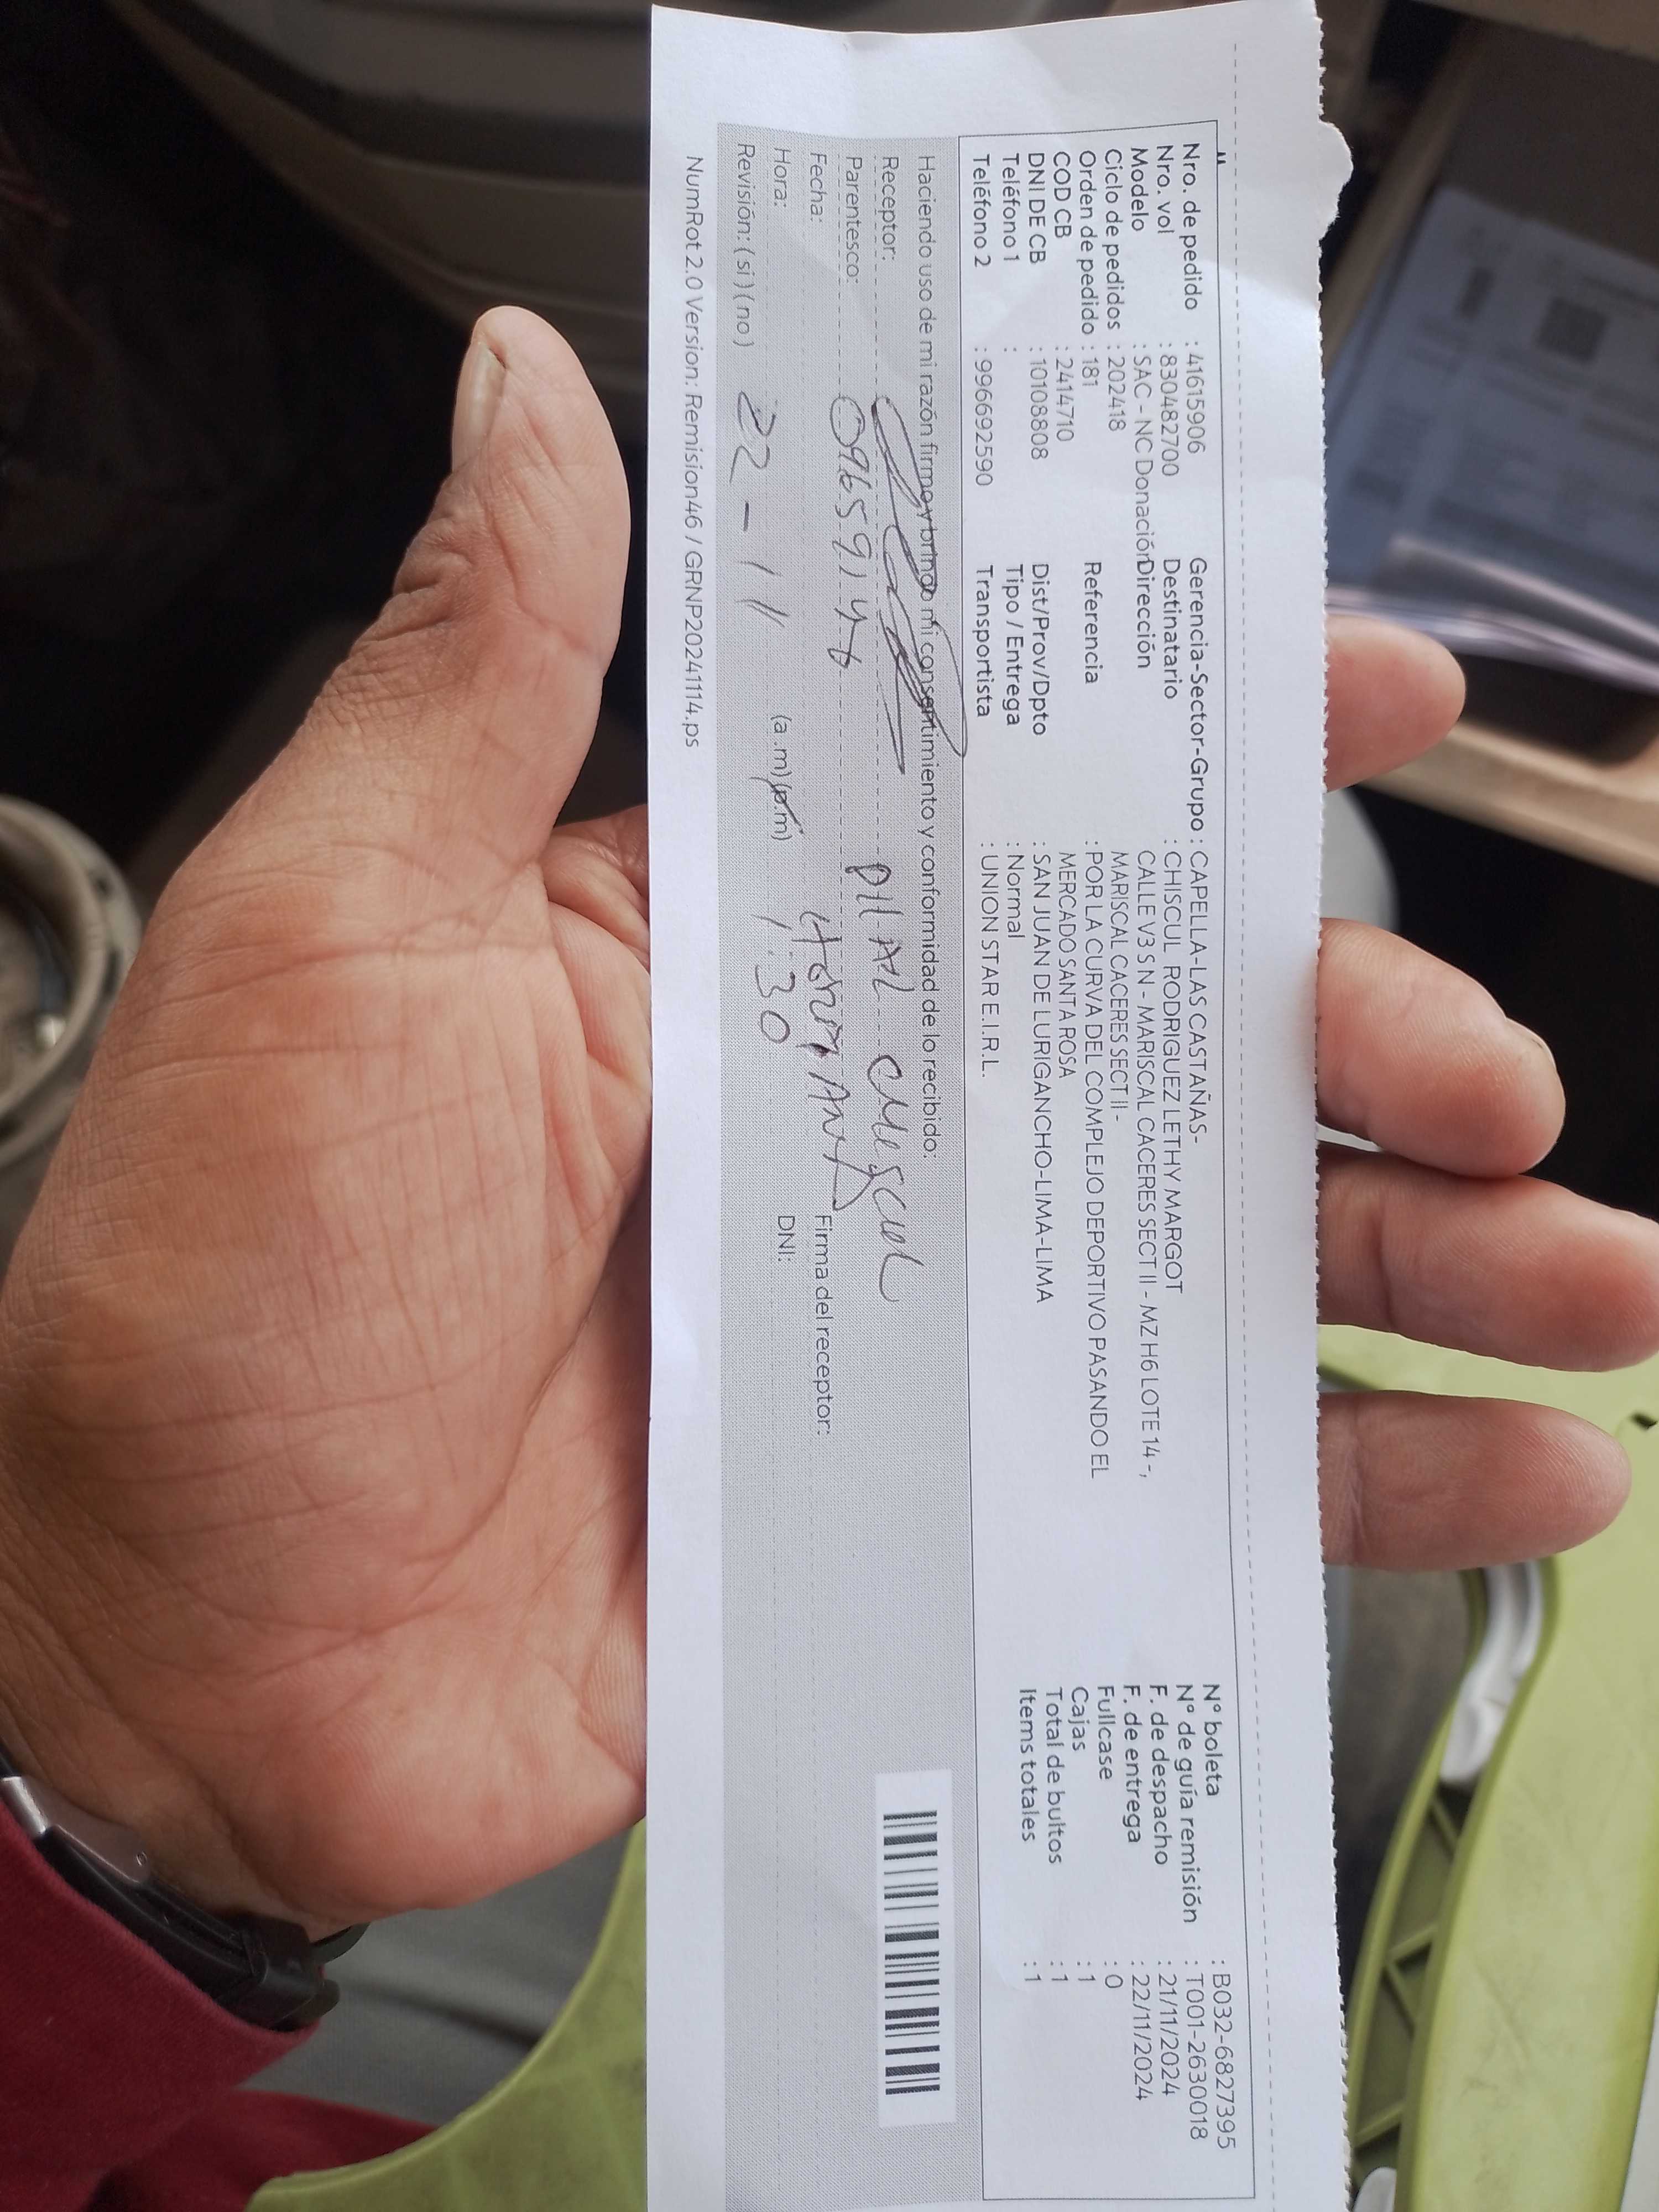 Nro. de pedido : 41615906
Nro. vol : 830482700
Modelo : SAC - NC Donación
Ciclo de pedidos : 202418
Orden de pedido : 181
COD CB : 2414710
DNI DE CB : 10108808
Teléfono 1 :
Teléfono 2 : 996692590
Gerencia-Sector-Grupo : CAPELLA-LAS CASTAÑAS-
Destinatario : CHISCUL RODRIGUEZ LETHY MARGOT
Dirección CALLE V3 S N - MARISCAL CACERES SECT II - MZ H6 LOTE 14 -,
MARISCAL CACERES SECT II-
Referencia : POR LA CURVA DEL COMPLEJO DEPORTIVO PASANDO EL
MERCADO SANTA ROSA
Dist/Prov/Dpto : SAN JUAN DE LURIGANCHO-LIMA-LIMA
Tipo / Entrega : Normal
Transportista : UNION STAR E.I.R.L.
N° boleta : B032-6827395
N° de guía remisión : T001-2630018
F. de despacho : 21/11/2024
F. de entrega : 22/11/2024
Fullcase : 0
Cajas : 1
Total de bultos : 1
Items totales : 1
Haciendo uso de mi razón firmo y brindo mi consentimiento y conformidad de lo recibido:
Receptor:
Parentesco:
Fecha: Firma del receptor:
Hora: (a.m)(p.m) 1:30 DNI:
Revisión: (si) (no) 22-11
NumRot 2.0 Version: Remision46 / GRNP20241114.ps